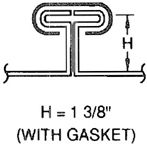 H
H = 1 3/8"
(WITH GASKET)